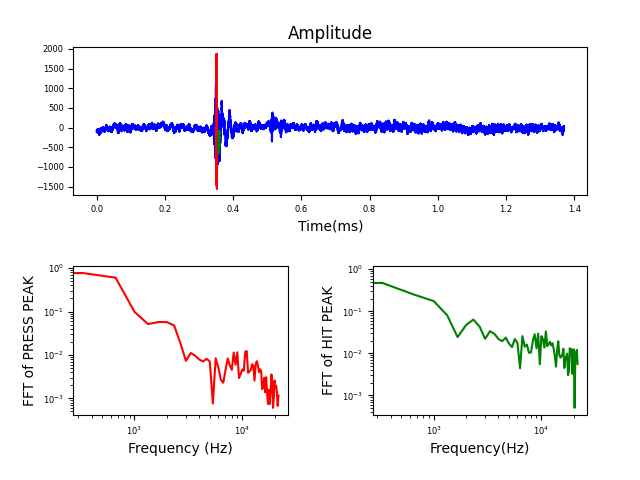 Amplitude
2000
1500
1000
500
0
−500
−1000
−1500
0.0 0.2 0.4 0.6 0.8 1.0 1.2 1.4
Time(ms)
FFT of PRESS PEAK
10⁰
10⁻¹
10⁻²
10⁻³
10³ 10⁴
Frequency (Hz)
FFT of HIT PEAK
10⁰
10⁻¹
10⁻²
10⁻³
10³ 10⁴
Frequency(Hz)